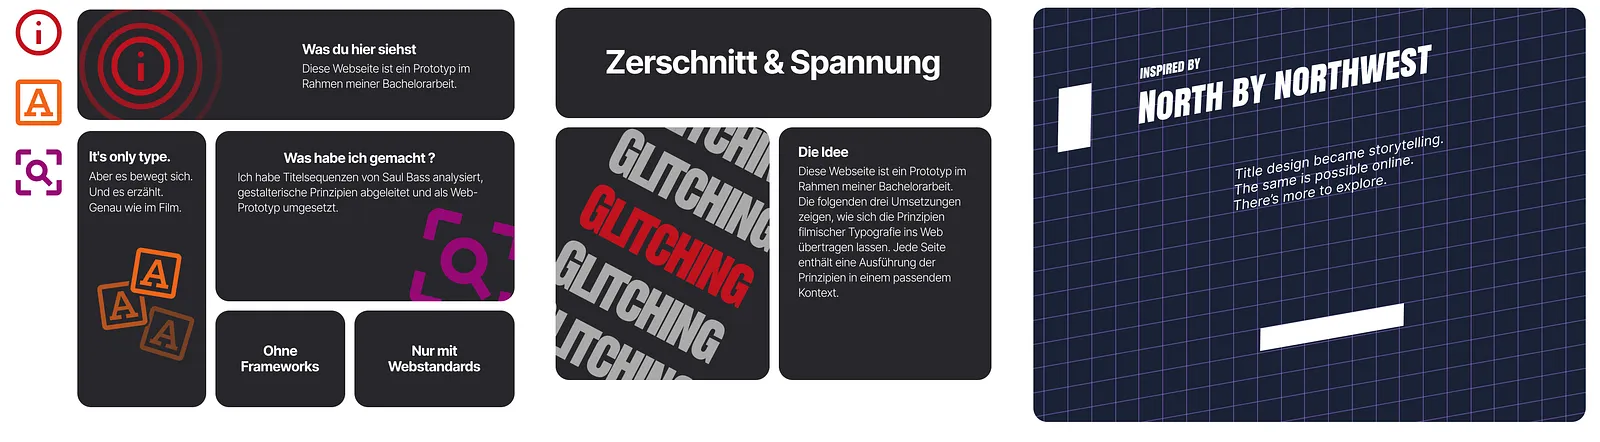 A
Was du hier siehst
Diese Webseite ist ein Prototyp im
Rahmen meiner Bachelorarbeit.
It's only type.
Aber es bewegt sich.
Und es erzählt.
Genau wie im Film.
A
A
A
Was habe ich gemacht ?
Ich habe Titelsequenzen von Saul Bass analysiert,
gestalterische Prinzipien abgeleitet und als Web-
Prototyp umgesetzt.
Ohne
Frameworks
Nur mit
Webstandards
Zerschnitt & Spannung
GLITCHING
GLITCHING
GLITCHING
GLITCHING
GLITCHING
Die Idee
Diese Webseite ist ein Prototyp im
Rahmen meiner Bachelorarbeit.
Die folgenden drei Umsetzungen
zeigen, wie sich die Prinzipien
filmischer Typografie ins Web
übertragen lassen. Jede Seite
enthält eine Ausführung der
Prinzipien in einem passendem
Kontext.
INSPIRED BY
NORTH BY NORTHWEST
Title design became storytelling.
The same is possible online.
There's more to explore.